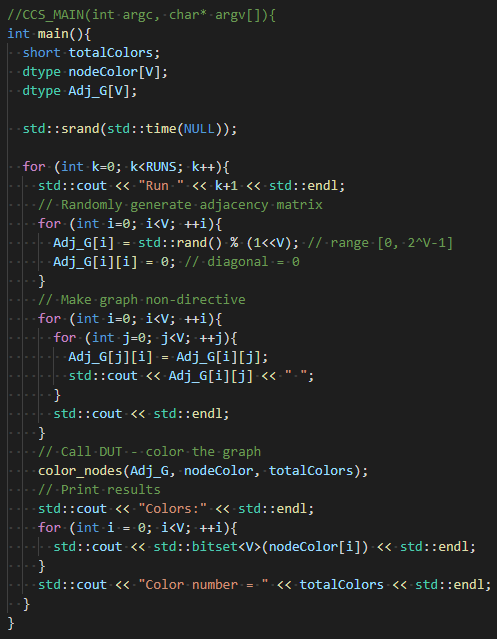 //CCS_MAIN(int argc, char* argv[]){
int main(){
  short totalColors;
  dtype nodeColor[V];
  dtype Adj_G[V];

  std::srand(std::time(NULL));

  for (int k=0; k<RUNS; k++){
    std::cout << "Run " << k+1 << std::endl;
    // Randomly generate adjacency matrix
    for (int i=0; i<V; ++i){
      Adj_G[i] = std::rand() % (1<<V); // range [0, 2^V-1]
      Adj_G[i][i] = 0; // diagonal = 0
    }
    // Make graph non-directive
    for (int i=0; i<V; ++i){
      for (int j=0; j<V; ++j){
        Adj_G[j][i] = Adj_G[i][j];
        std::cout << Adj_G[i][j] << " ";
      }
      std::cout << std::endl;
    }
    // Call DUT - color the graph
    color_nodes(Adj_G, nodeColor, totalColors);
    // Print results
    std::cout << "Colors:" << std::endl;
    for (int i = 0; i<V; ++i){
      std::cout << std::bitset<V>(nodeColor[i]) << std::endl;
    }
    std::cout << "Color number = " << totalColors << std::endl;
  }
}